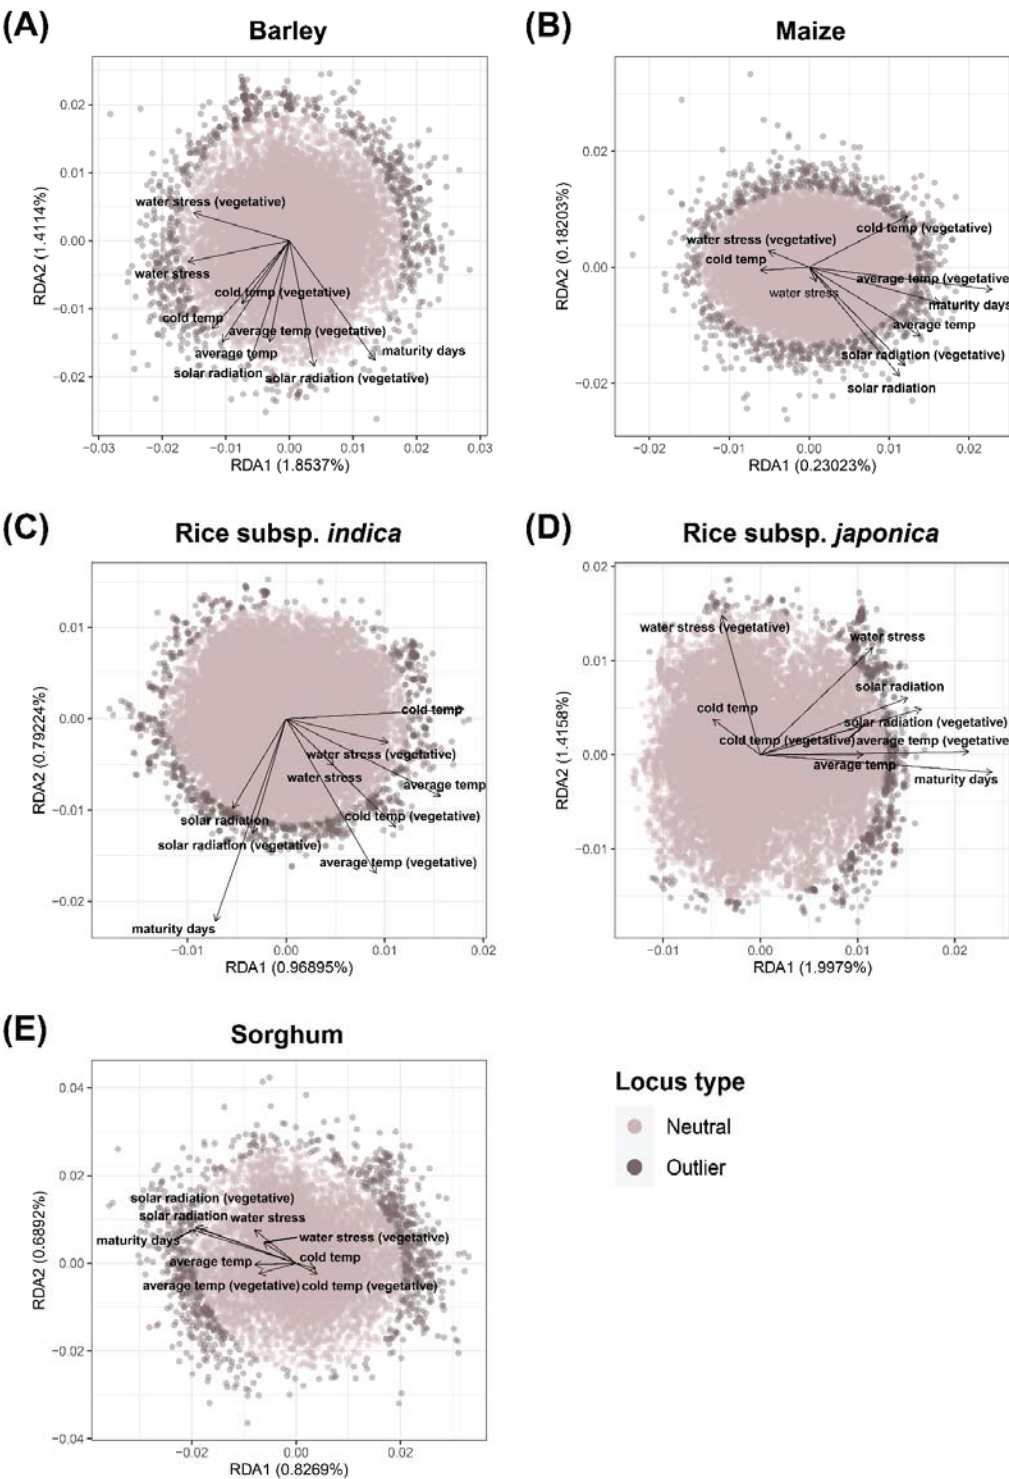 (A)
Barley
0.02
0.01
0.00
−0.01
−0.02
RDA2 (1.4114%)
water stress (vegetative)
water stress
cold temp (vegetative)
cold temp
average temp (vegetative)
average temp
maturity days
solar radiation
solar radiation (vegetative)
−0.03 −0.02 −0.01 0.00 0.01 0.02 0.03
RDA1 (1.8537%)
(B)
Maize
0.02
0.00
−0.02
RDA2 (0.18203%)
cold temp (vegetative)
water stress (vegetative)
cold temp
average temp (vegetative
water stress
maturity days
average temp
solar radiation (vegetative)
solar radiation
−0.02 −0.01 0.00 0.01 0.02
RDA1 (0.23023%)
(C)
Rice subsp. indica
0.01
0.00
−0.01
−0.02
RDA2 (0.79224%)
cold temp
water stress (vegetative)
water stress
average temp
solar radiation
cold temp (vegetative)
solar radiation (vegetative)
average temp (vegetative)
maturity days
−0.01 0.00 0.01 0.02
RDA1 (0.96895%)
(D)
Rice subsp. japonica
0.02
0.01
0.00
−0.01
RDA2 (1.4158%)
water stress (vegetative)
water stress
solar radiation
cold temp
solar radiation (vegetative)
cold temp (vegetative)
average temp (vegetative
average temp
maturity days
−0.01 0.00 0.01 0.02
RDA1 (1.9979%)
(E)
Sorghum
0.04
0.02
0.00
−0.02
−0.04
RDA2 (0.6892%)
solar radiation (vegetative)
solar radiation
water stress
maturity days
water stress (vegetative)
average temp
cold temp
average temp (vegetative)
cold temp (vegetative)
−0.02 0.00 0.02
RDA1 (0.8269%)
Locus type
Neutral
Outlier